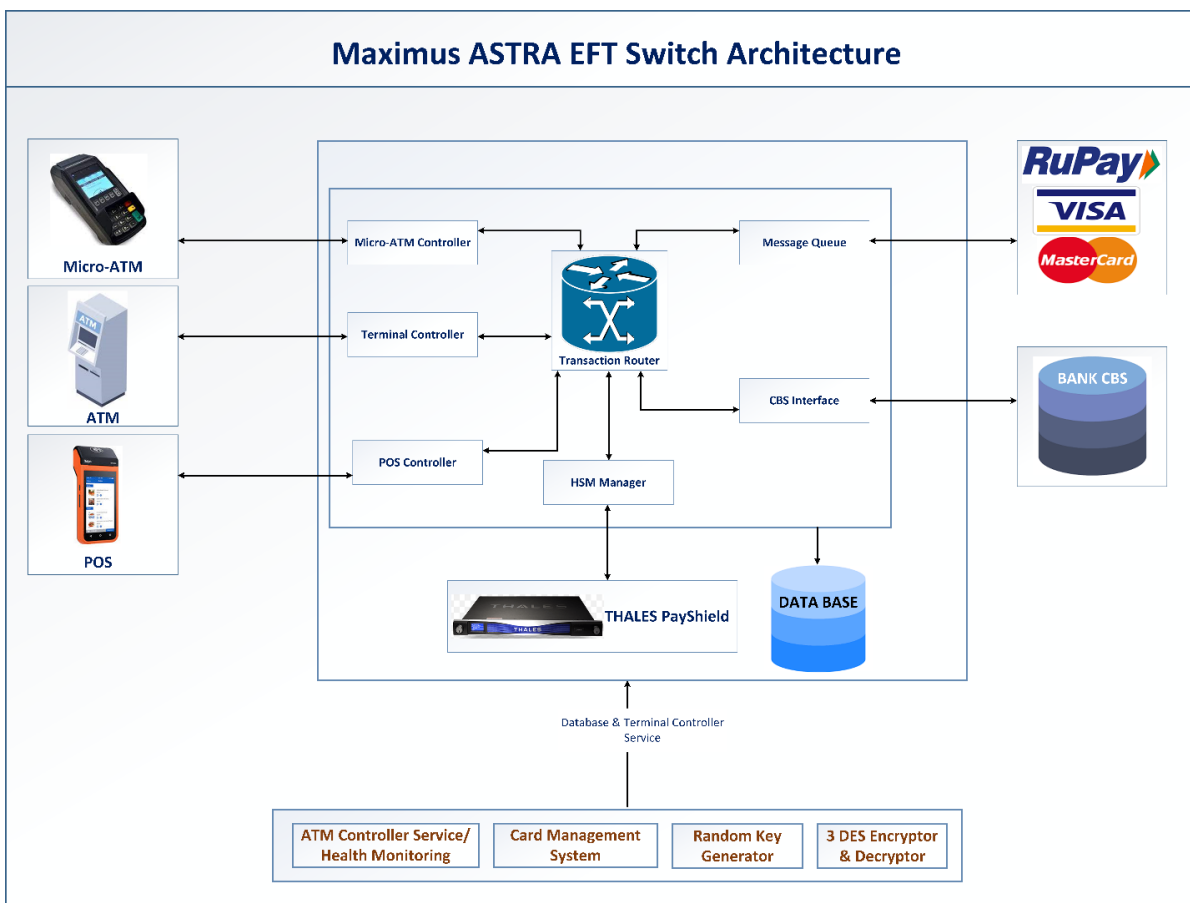 Maximus ASTRA EFT Switch Architecture
Micro-ATM
ATM
ATM
POS
Micro-ATM Controller
Terminal Controller
POS Controller
Transaction Router
Message Queue
CBS Interface
HSM Manager
THALES
THALES
THALES PayShield
DATA BASE
RuPay
VISA
MasterCard
BANK CBS
Database & Terminal Controller
Service
ATM Controller Service/
Health Monitoring
Card Management
System
Random Key
Generator
3 DES Encryptor
& Decryptor